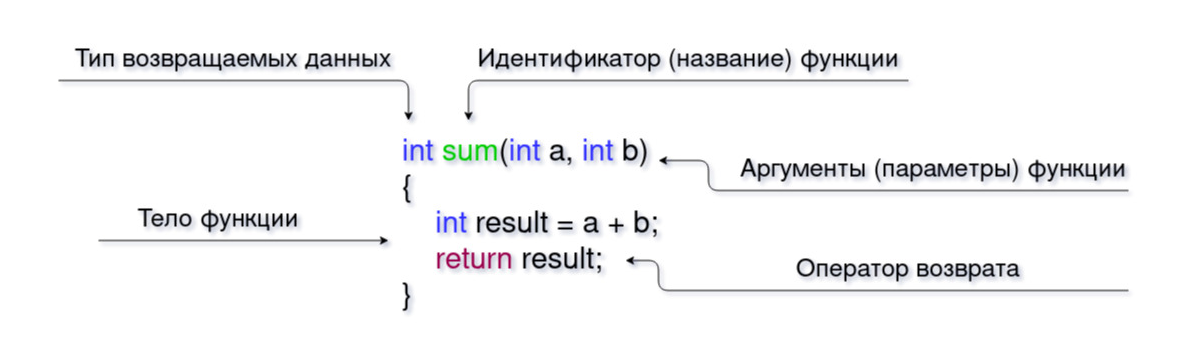 Тип возвращаемых данных
Идентификатор (название) функции
int sum(int a, int b)
Аргументы (параметры) функции
{
Тело функции
int result = a + b;
return result;
Оператор возврата
}